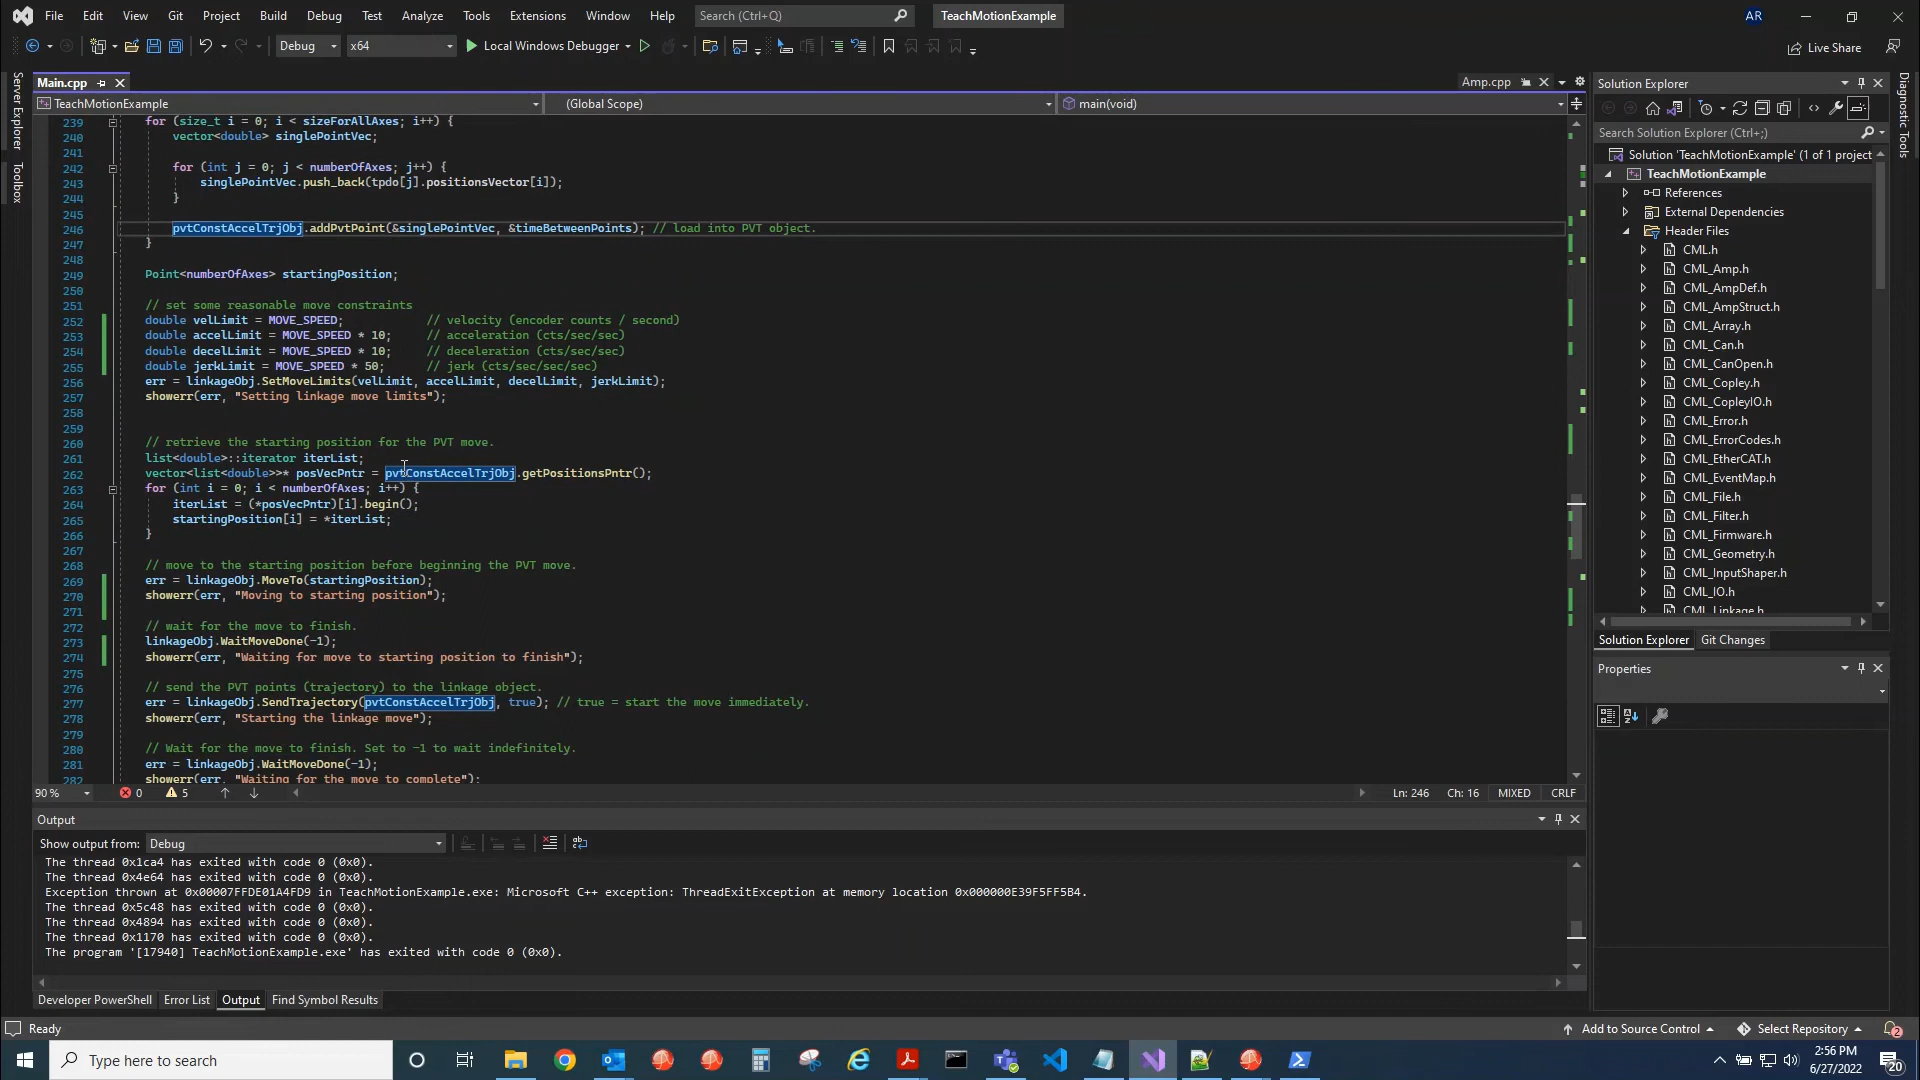 File Edit View Git Project Build Debug Test Analyze Tools Extensions Window Help Search (Ctrl+Q) TeachMotionExample AR
Debug x64 Local Windows Debugger Live Share
Server Explorer
Toolbox
Main.cpp Amp.cpp
TeachMotionExample (Global Scope) main(void)
239 for (size_t i = 0; i < sizeForAllAxes; i++) {
240 vector<double> singlePointVec;
241
242 for (int j = 0; j < numberOfAxes; j++) {
243 singlePointVec.push_back(tpdo[j].positionsVector[i]);
244 }
245
246 pvtConstAccelTrjObj.addPvtPoint(&singlePointVec, &timeBetweenPoints); // load into PVT object.
247 }
248
249 Point<numberOfAxes> startingPosition;
250
251 // set some reasonable move constraints
252 double velLimit = MOVE_SPEED; // velocity (encoder counts / second)
253 double accelLimit = MOVE_SPEED * 10; // acceleration (cts/sec/sec)
254 double decelLimit = MOVE_SPEED * 10; // deceleration (cts/sec/sec)
255 double jerkLimit = MOVE_SPEED * 50; // jerk (cts/sec/sec/sec)
256 err = linkageObj.SetMoveLimits(velLimit, accelLimit, decelLimit, jerkLimit);
257 showerr(err, "Setting linkage move limits");
258
259
260 // retrieve the starting position for the PVT move.
261 list<double>::iterator iterList;
262 vector<list<double>>* posVecPntr = pvtConstAccelTrjObj.getPositionsPntr();
263 for (int i = 0; i < numberOfAxes; i++) {
264 iterList = (*posVecPntr)[i].begin();
265 startingPosition[i] = *iterList;
266 }
267
268 // move to the starting position before beginning the PVT move.
269 err = linkageObj.MoveTo(startingPosition);
270 showerr(err, "Moving to starting position");
271
272 // wait for the move to finish.
273 linkageObj.WaitMoveDone(-1);
274 showerr(err, "Waiting for move to starting position to finish");
275
276 // send the PVT points (trajectory) to the linkage object.
277 err = linkageObj.SendTrajectory(pvtConstAccelTrjObj, true); // true = start the move immediately.
278 showerr(err, "Starting the linkage move");
279
280 // Wait for the move to finish. Set to -1 to wait indefinitely.
281 err = linkageObj.WaitMoveDone(-1);
282 showerr(err, "Waiting for the move to complete");
90 % 0 5 Ln: 246 Ch: 16 MIXED CRLF
Output
Show output from: Debug
The thread 0x1ca4 has exited with code 0 (0x0).
The thread 0x4e64 has exited with code 0 (0x0).
Exception thrown at 0x00007FFDE01A4FD9 in TeachMotionExample.exe: Microsoft C++ exception: ThreadExitException at memory location 0x000000E39F5FF5B4.
The thread 0x5c48 has exited with code 0 (0x0).
The thread 0x4894 has exited with code 0 (0x0).
The thread 0x1170 has exited with code 0 (0x0).
The program '[17940] TeachMotionExample.exe' has exited with code 0 (0x0).
Developer PowerShell Error List Output Find Symbol Results
Solution Explorer
Search Solution Explorer (Ctrl+;)
Solution 'TeachMotionExample' (1 of 1 project
TeachMotionExample
References
External Dependencies
Header Files
CML.h
CML_Amp.h
CML_AmpDef.h
CML_AmpStruct.h
CML_Array.h
CML_Can.h
CML_CanOpen.h
CML_Copley.h
CML_CopleyIO.h
CML_Error.h
CML_ErrorCodes.h
CML_EtherCAT.h
CML_EventMap.h
CML_File.h
CML_Filter.h
CML_Firmware.h
CML_Geometry.h
CML_InputShaper.h
CML_IO.h
CML_Linkage.h
Solution Explorer Git Changes
Properties
Diagnostic Tools
Ready Add to Source Control Select Repository 2
Type here to search
2:56 PM
6/27/2022
20